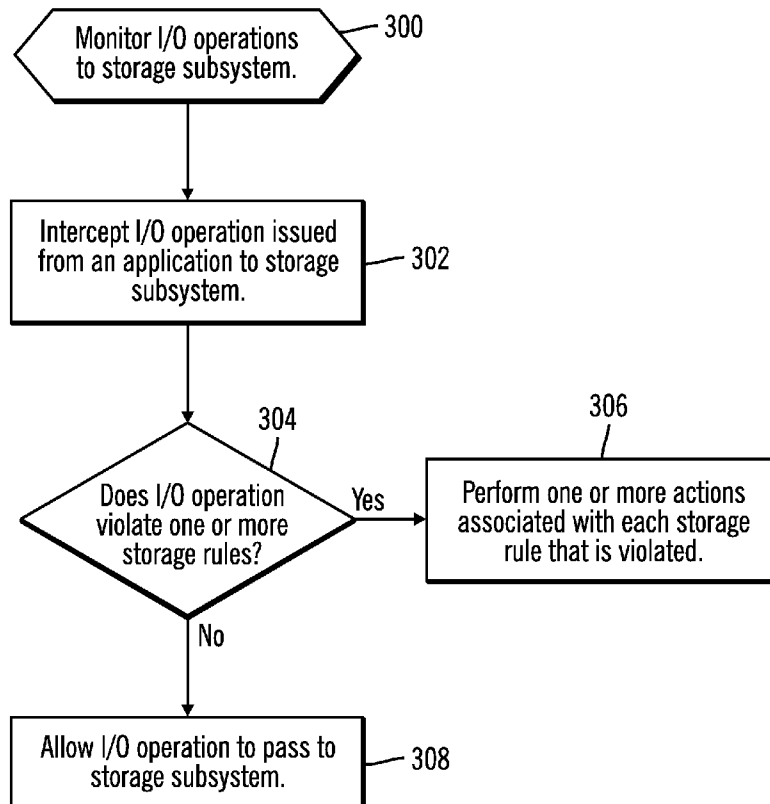 Monitor I/O operations
to storage subsystem.
300
Intercept I/O operation issued
from an application to storage
subsystem.
302
304
Does I/O operation
violate one or more
storage rules?
Yes
306
Perform one or more actions
associated with each storage
rule that is violated.
No
Allow I/O operation to pass to
storage subsystem.
308